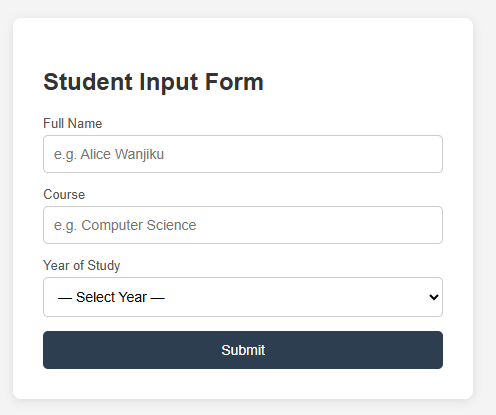 Student Input Form
Full Name
e.g. Alice Wanjiku
Course
e.g. Computer Science
Year of Study
— Select Year —
Submit